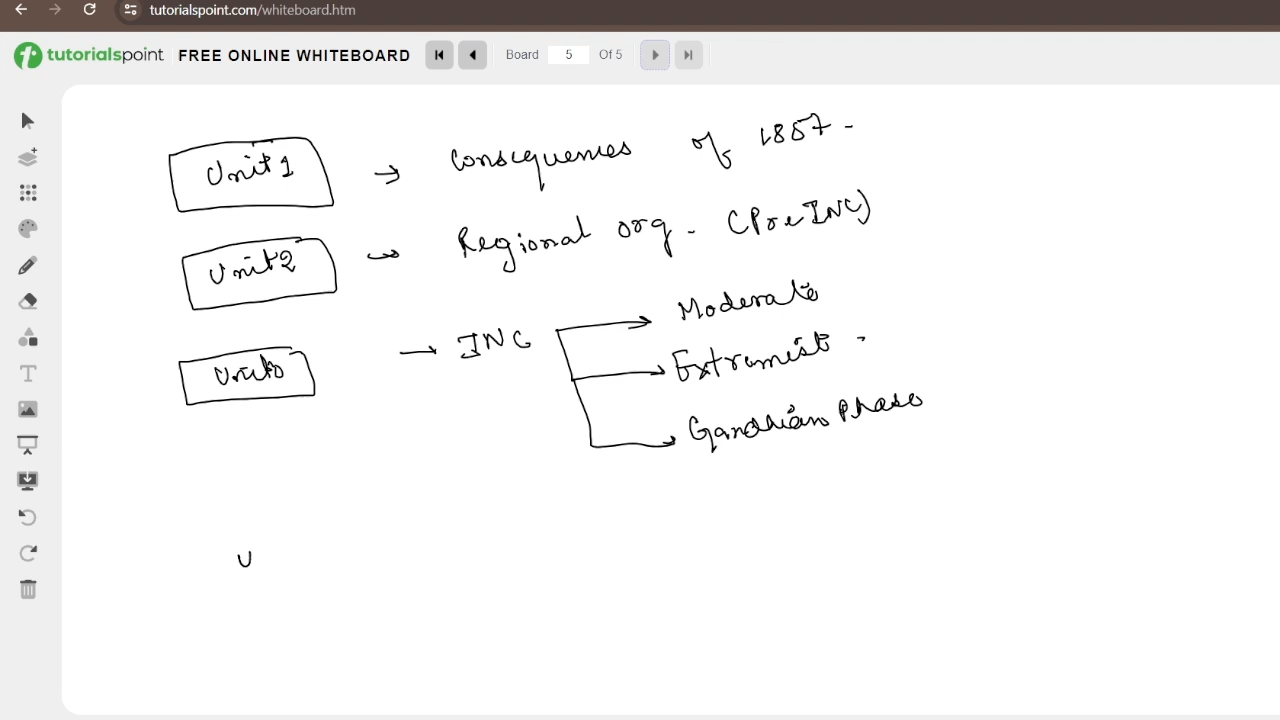 tutorialspoint.com/whiteboard.htm
tutorialspoint FREE ONLINE WHITEBOARD Board 5 Of 5
Unit 1 → Consequences of 1857 -
Unit 2 → Regional org. (Pre INC)
→ INC
Moderate
Extremist
Gandhian Phase
U